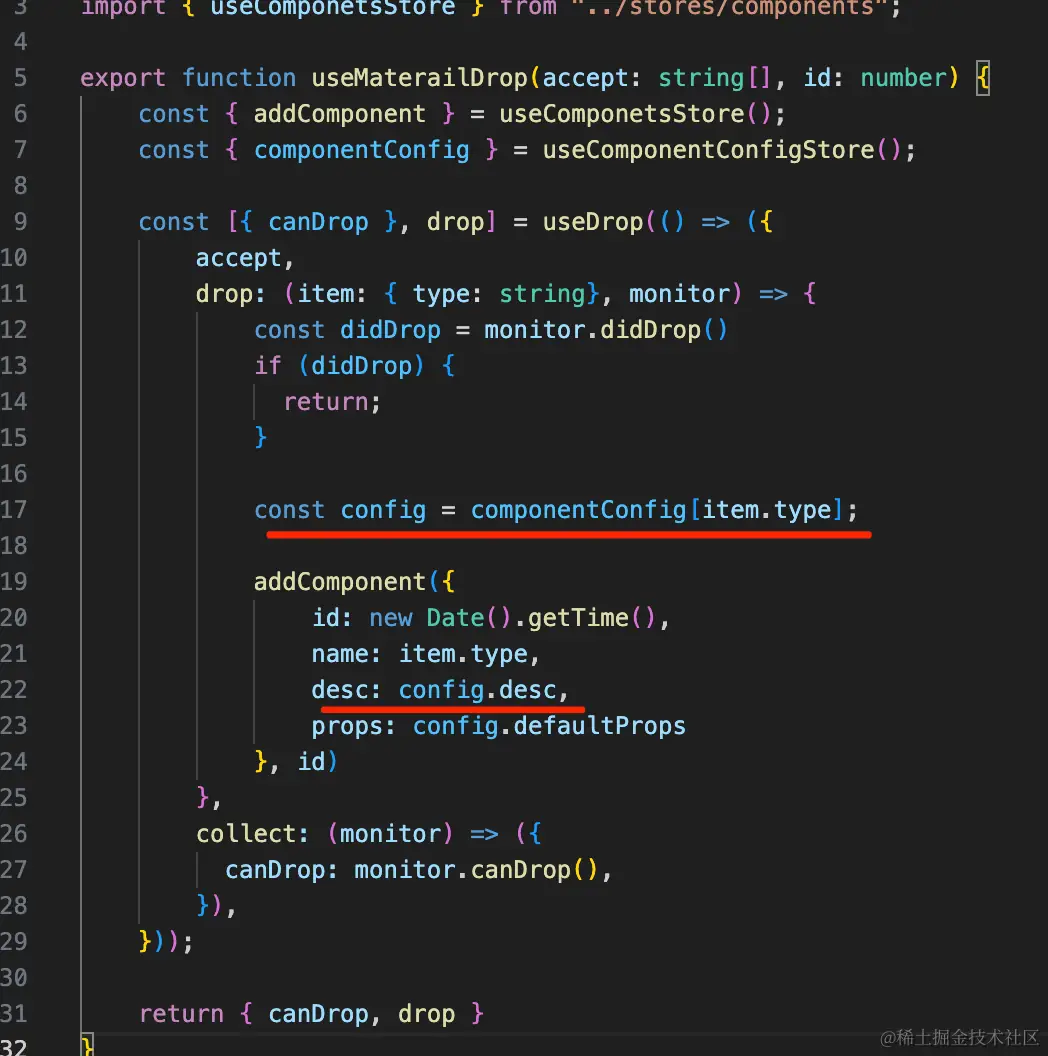 3 import { useComponetsStore } from "../stores/components";
4
5 export function useMaterailDrop(accept: string[], id: number) {
6 const { addComponent } = useComponetsStore();
7 const { componentConfig } = useComponentConfigStore();
8
9 const [{ canDrop }, drop] = useDrop(() => ({
10 accept,
11 drop: (item: { type: string}, monitor) => {
12 const didDrop = monitor.didDrop()
13 if (didDrop) {
14 return;
15 }
16
17 const config = componentConfig[item.type];
18
19 addComponent({
20 id: new Date().getTime(),
21 name: item.type,
22 desc: config.desc,
23 props: config.defaultProps
24 }, id)
25 },
26 collect: (monitor) => ({
27 canDrop: monitor.canDrop(),
28 }),
29 }));
30
31 return { canDrop, drop }
32 }
@稀土掘金技术社区